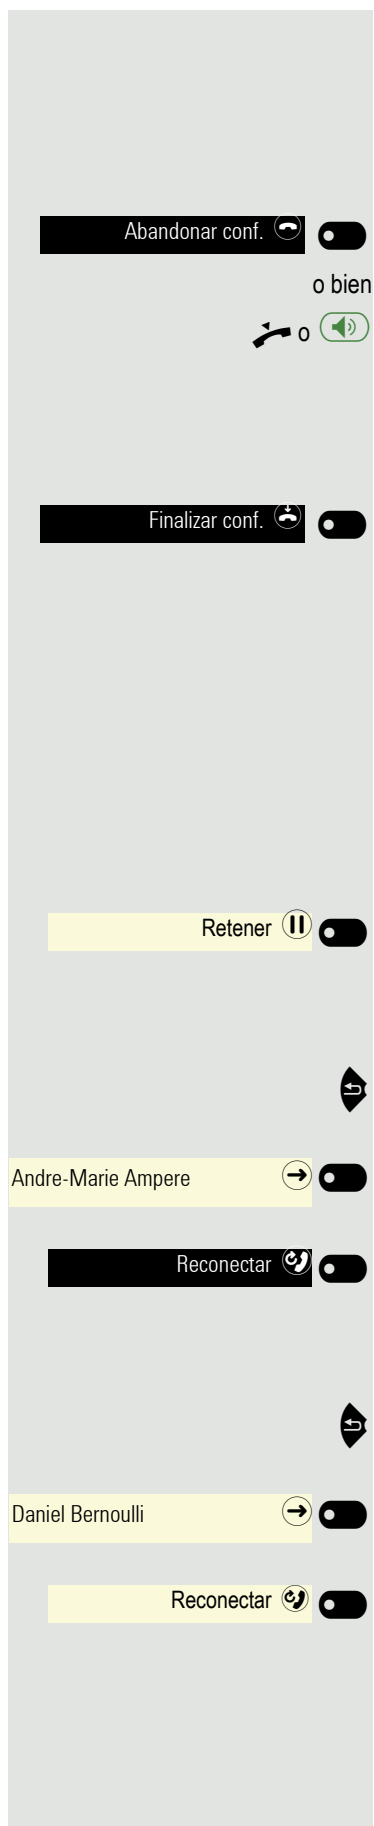 Abandonar conf.
o bien
o
Finalizar conf.
Retener
Andre-Marie Ampere
Reconectar
Daniel Bernoulli
Reconectar